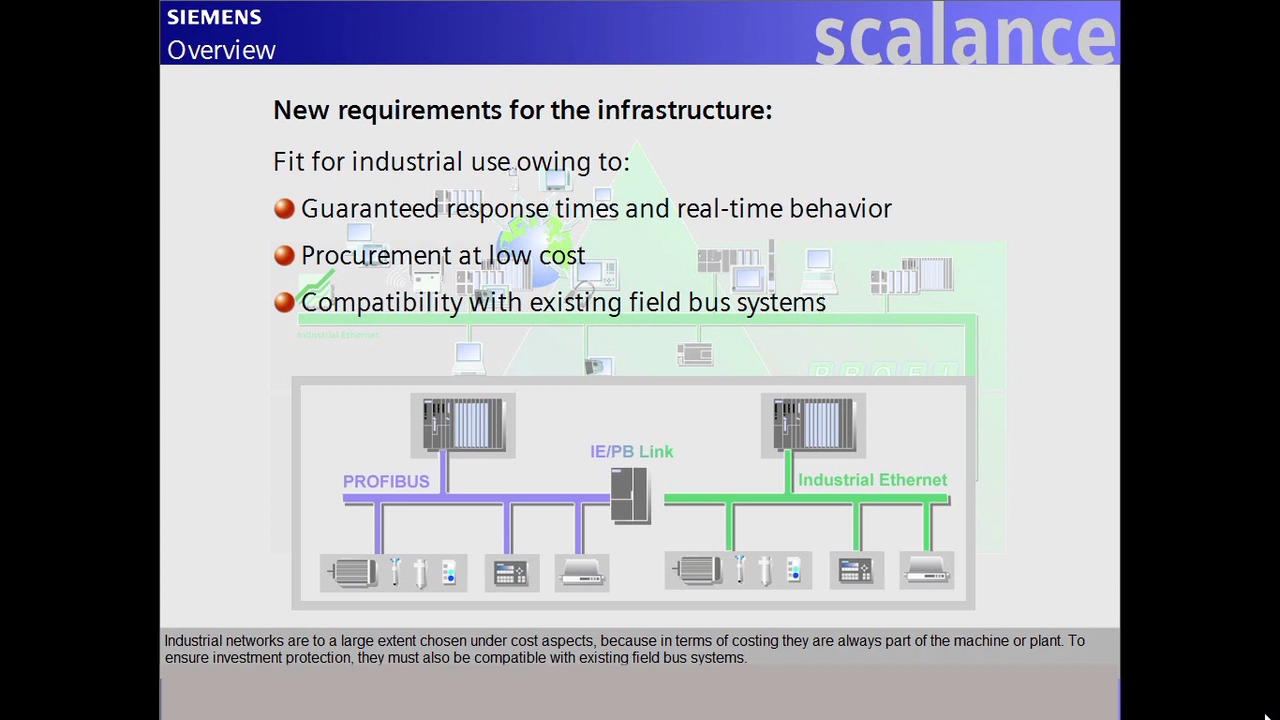 SIEMENS
Overview
scalance
New requirements for the infrastructure:
Fit for industrial use owing to:
Guaranteed response times and real-time behavior
Procurement at low cost
Compatibility with existing field bus systems
Industrial Ethernet
PROFI
IE/PB Link
PROFIBUS
Industrial Ethernet
Industrial networks are to a large extent chosen under cost aspects, because in terms of costing they are always part of the machine or plant. To
ensure investment protection, they must also be compatible with existing field bus systems.